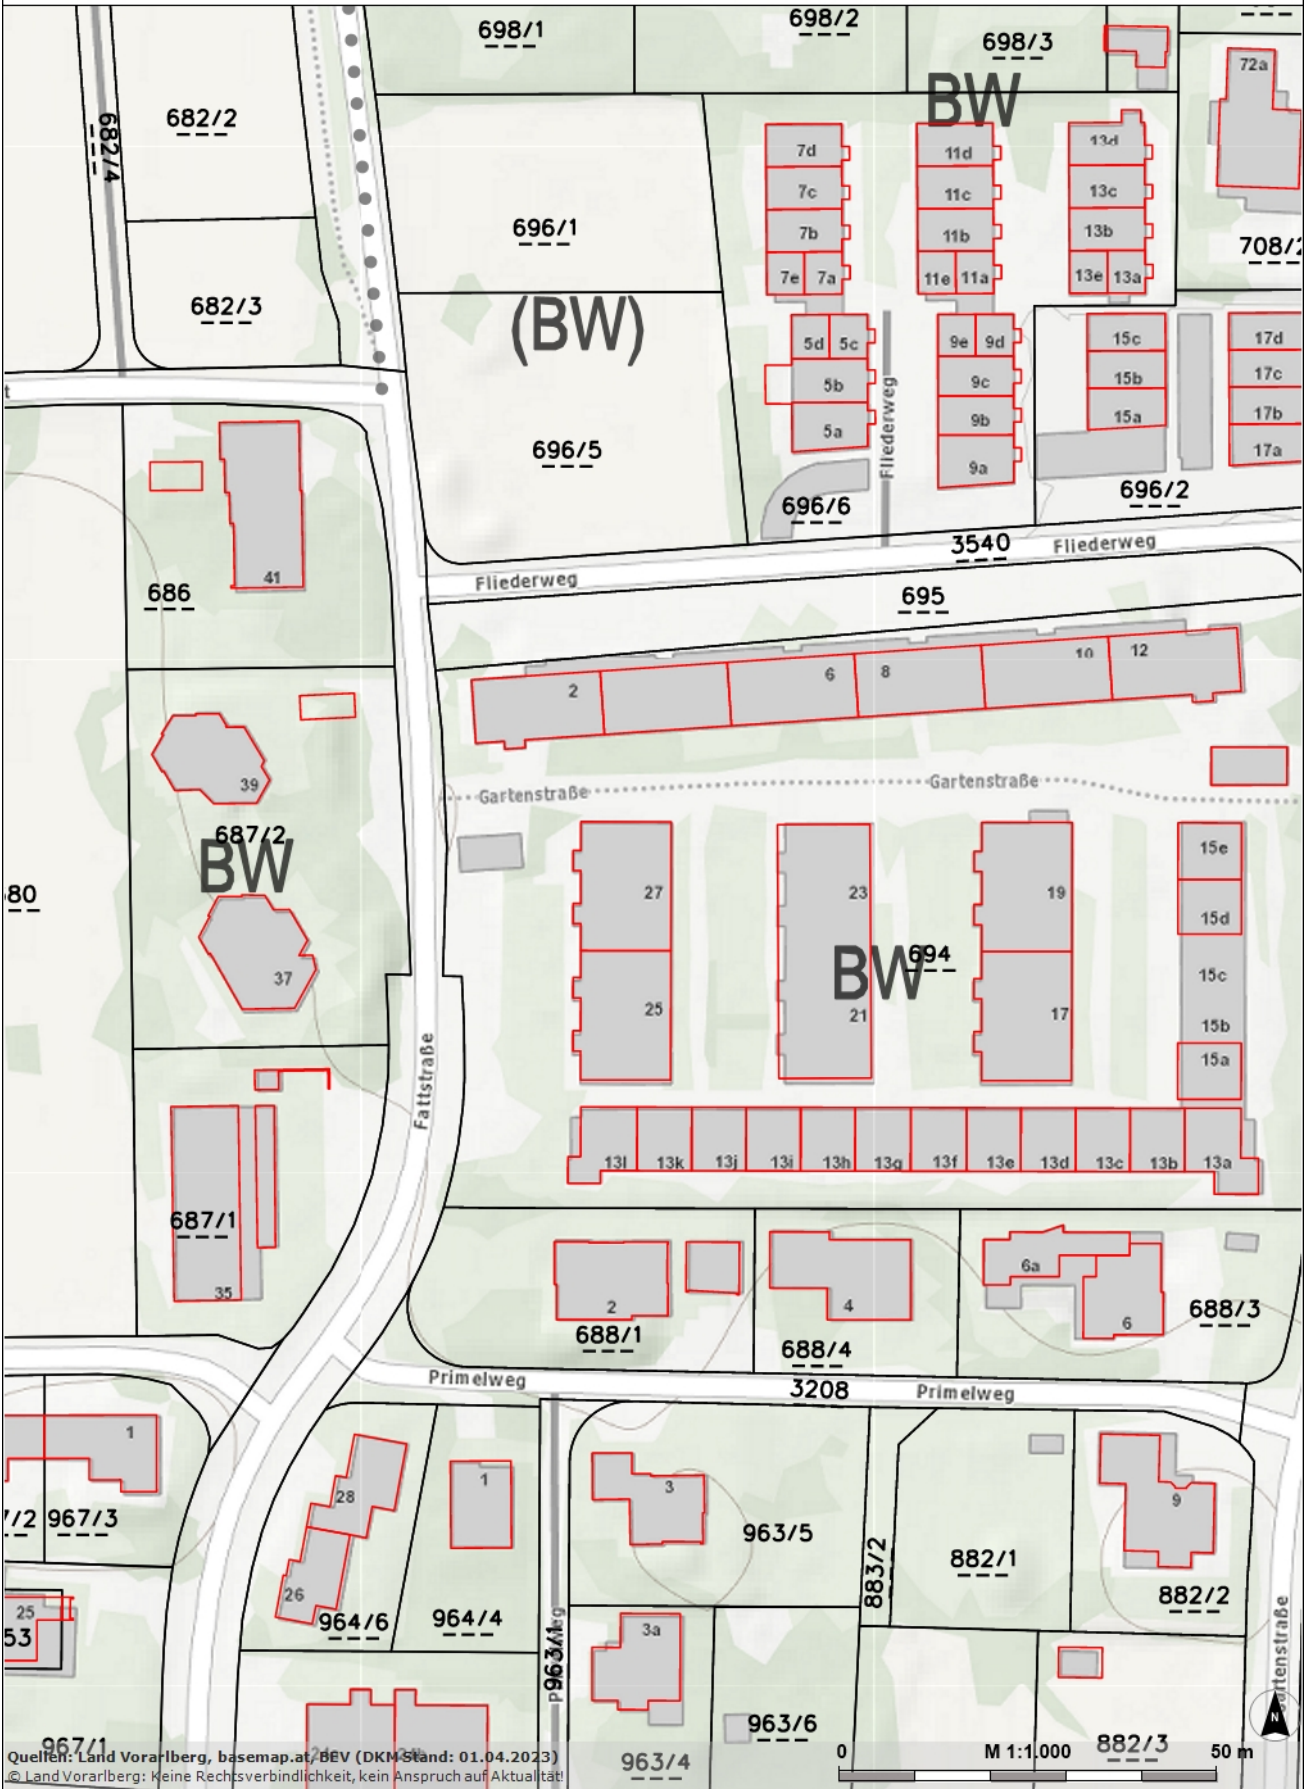 698/1
698/2
698/3
72a
682/2
682/4
BW
7d
11d
13d
7c
11c
13c
696/1
7b
11b
13b
708/2
7e
7a
11e
11a
13e
13a
682/3
(BW)
5d
5c
9e
9d
15c
17d
5b
9c
15b
17c
5a
9b
15a
17b
t
Fliederweg
696/5
9a
17a
696/6
696/2
41
686
Fliederweg
3540
Fliederweg
695
2
6
8
10
12
39
Gartenstraße
Gartenstraße
687/2
BW
80
27
23
19
15e
15d
BW
694
37
15c
25
21
17
15b
15a
Fattstraße
13l
13k
13j
13i
13h
13g
13f
13e
13d
13c
13b
13a
687/1
35
2
688/1
4
688/4
6a
6
688/3
Primelweg
3208
Primelweg
1
7/2
967/3
28
1
3
9
963/5
883/2
882/1
882/2
26
964/6
964/4
25
53
3a
963/1
Gartenstraße
N
967/1
963/6
963/4
882/3
Quellen: Land Vorarlberg, basemap.at, BEV (DKM-Stand: 01.04.2023)
© Land Vorarlberg: Keine Rechtsverbindlichkeit, kein Anspruch auf Aktualität!
0
M 1:1.000
50 m